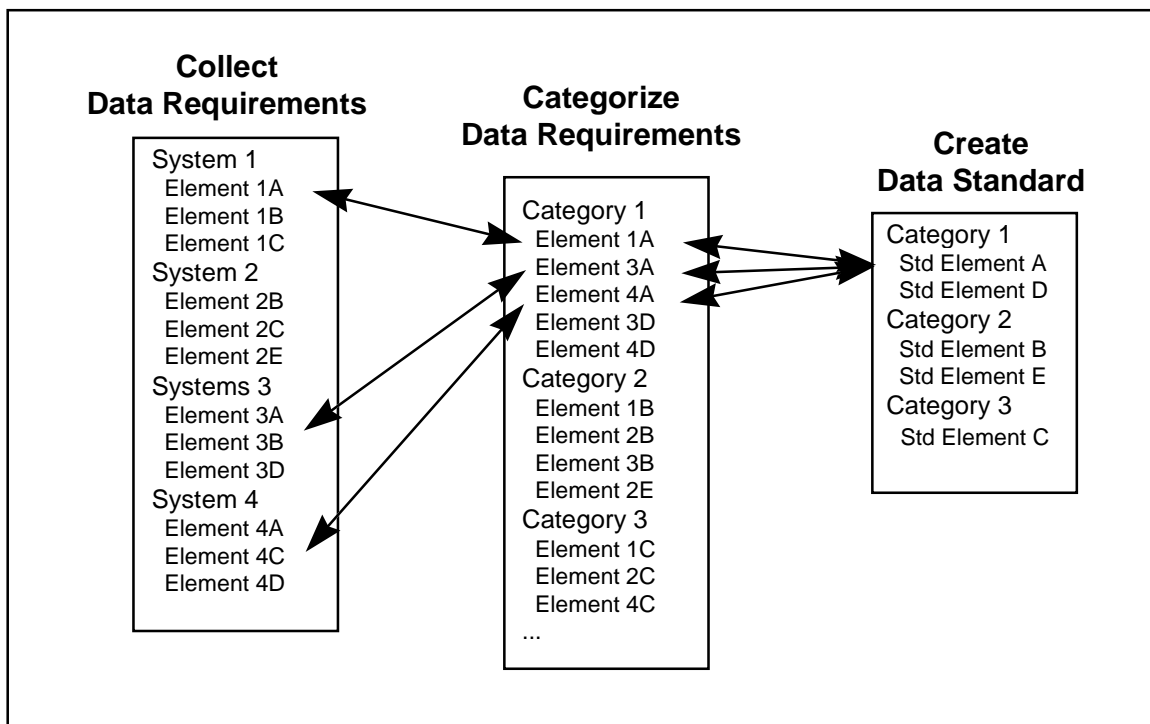 Collect
Data Requirements
System 1
Element 1A
Element 1B
Element 1C
System 2
Element 2B
Element 2C
Element 2E
Systems 3
Element 3A
Element 3B
Element 3D
System 4
Element 4A
Element 4C
Element 4D
Categorize
Data Requirements
Category 1
Element 1A
Element 3A
Element 4A
Element 3D
Element 4D
Category 2
Element 1B
Element 2B
Element 3B
Element 2E
Category 3
Element 1C
Element 2C
Element 4C
...
Create
Data Standard
Category 1
Std Element A
Std Element D
Category 2
Std Element B
Std Element E
Category 3
Std Element C